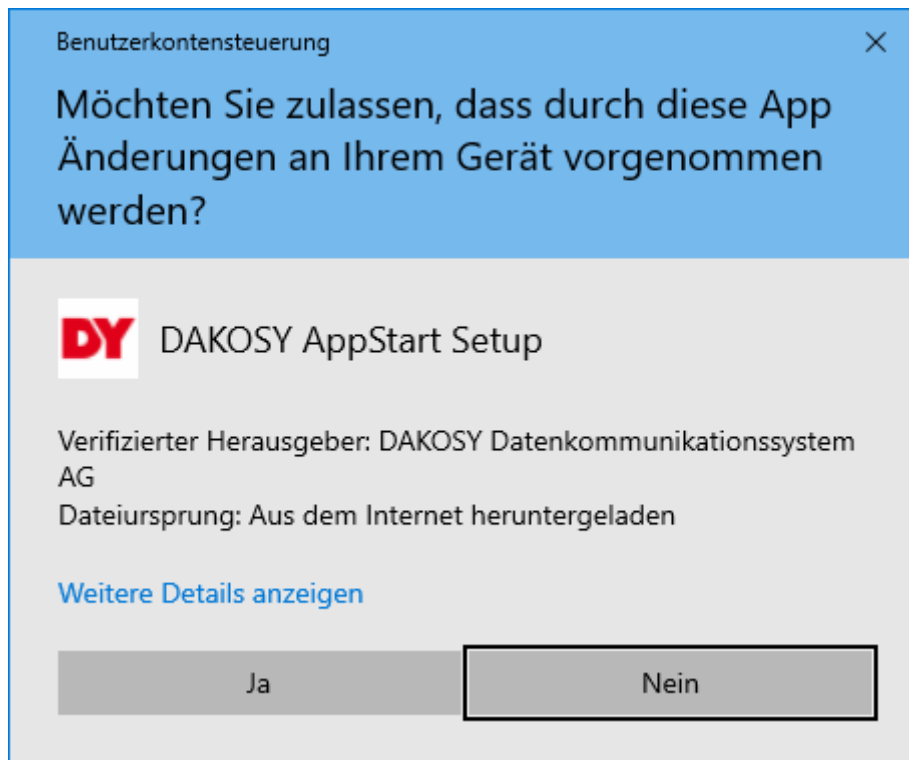 Benutzerkontensteuerung
Möchten Sie zulassen, dass durch diese App
Änderungen an Ihrem Gerät vorgenommen
werden?
DY DAKOSY AppStart Setup
Verifizierter Herausgeber: DAKOSY Datenkommunikationssystem
AG
Dateiursprung: Aus dem Internet heruntergeladen
Weitere Details anzeigen
Ja Nein